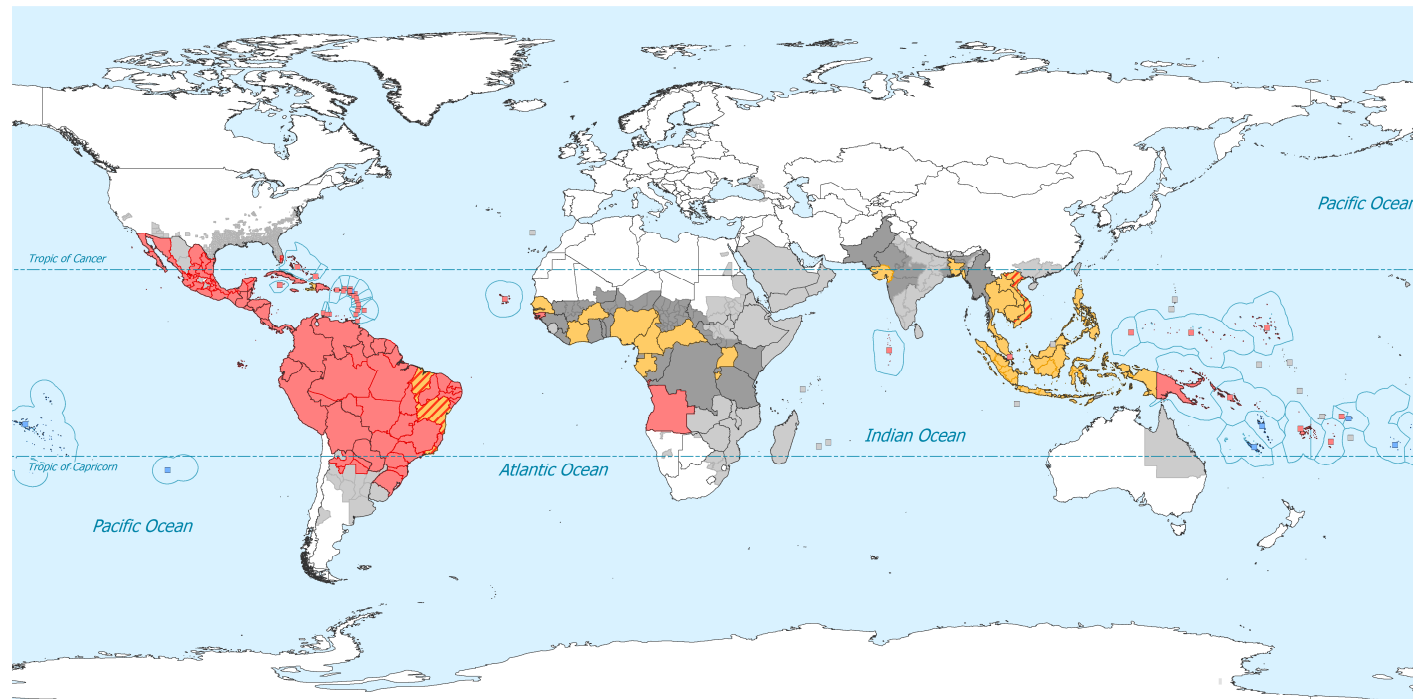 Pacific Ocean
Tropic of Cancer
Indian Ocean
Tropic of Capricorn
Atlantic Ocean
Pacific Ocean